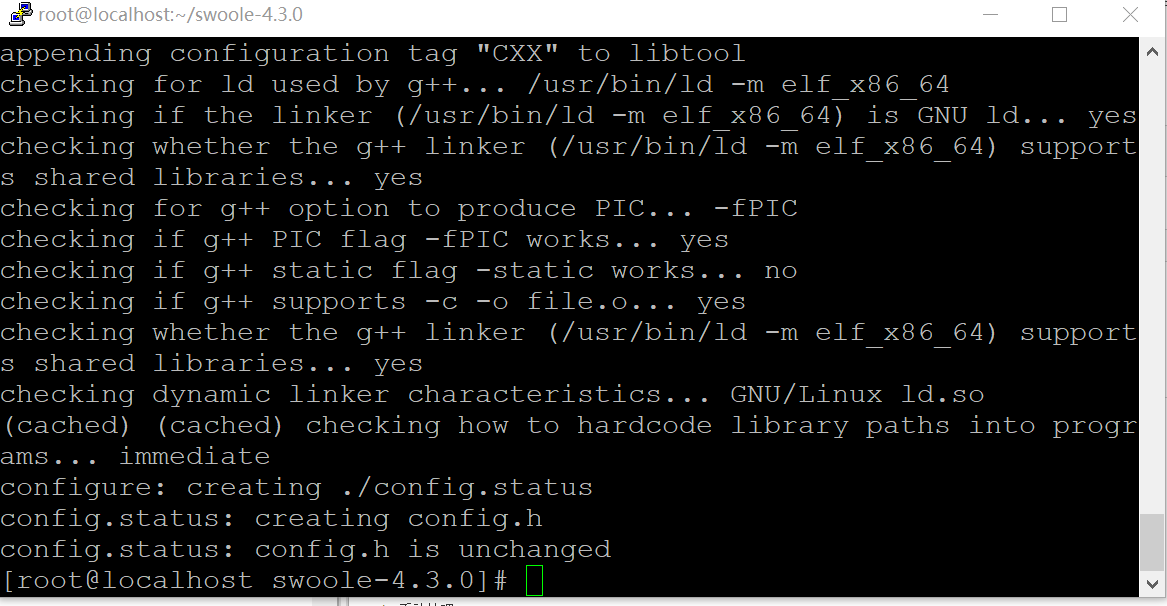 root@localhost:~/swoole-4.3.0
appending configuration tag "CXX" to libtool
checking for ld used by g++... /usr/bin/ld -m elf_x86_64
checking if the linker (/usr/bin/ld -m elf_x86_64) is GNU ld... yes
checking whether the g++ linker (/usr/bin/ld -m elf_x86_64) support
s shared libraries... yes
checking for g++ option to produce PIC... -fPIC
checking if g++ PIC flag -fPIC works... yes
checking if g++ static flag -static works... no
checking if g++ supports -c -o file.o... yes
checking whether the g++ linker (/usr/bin/ld -m elf_x86_64) support
s shared libraries... yes
checking dynamic linker characteristics... GNU/Linux ld.so
(cached) (cached) checking how to hardcode library paths into progr
ams... immediate
configure: creating ./config.status
config.status: creating config.h
config.status: config.h is unchanged
[root@localhost swoole-4.3.0]#